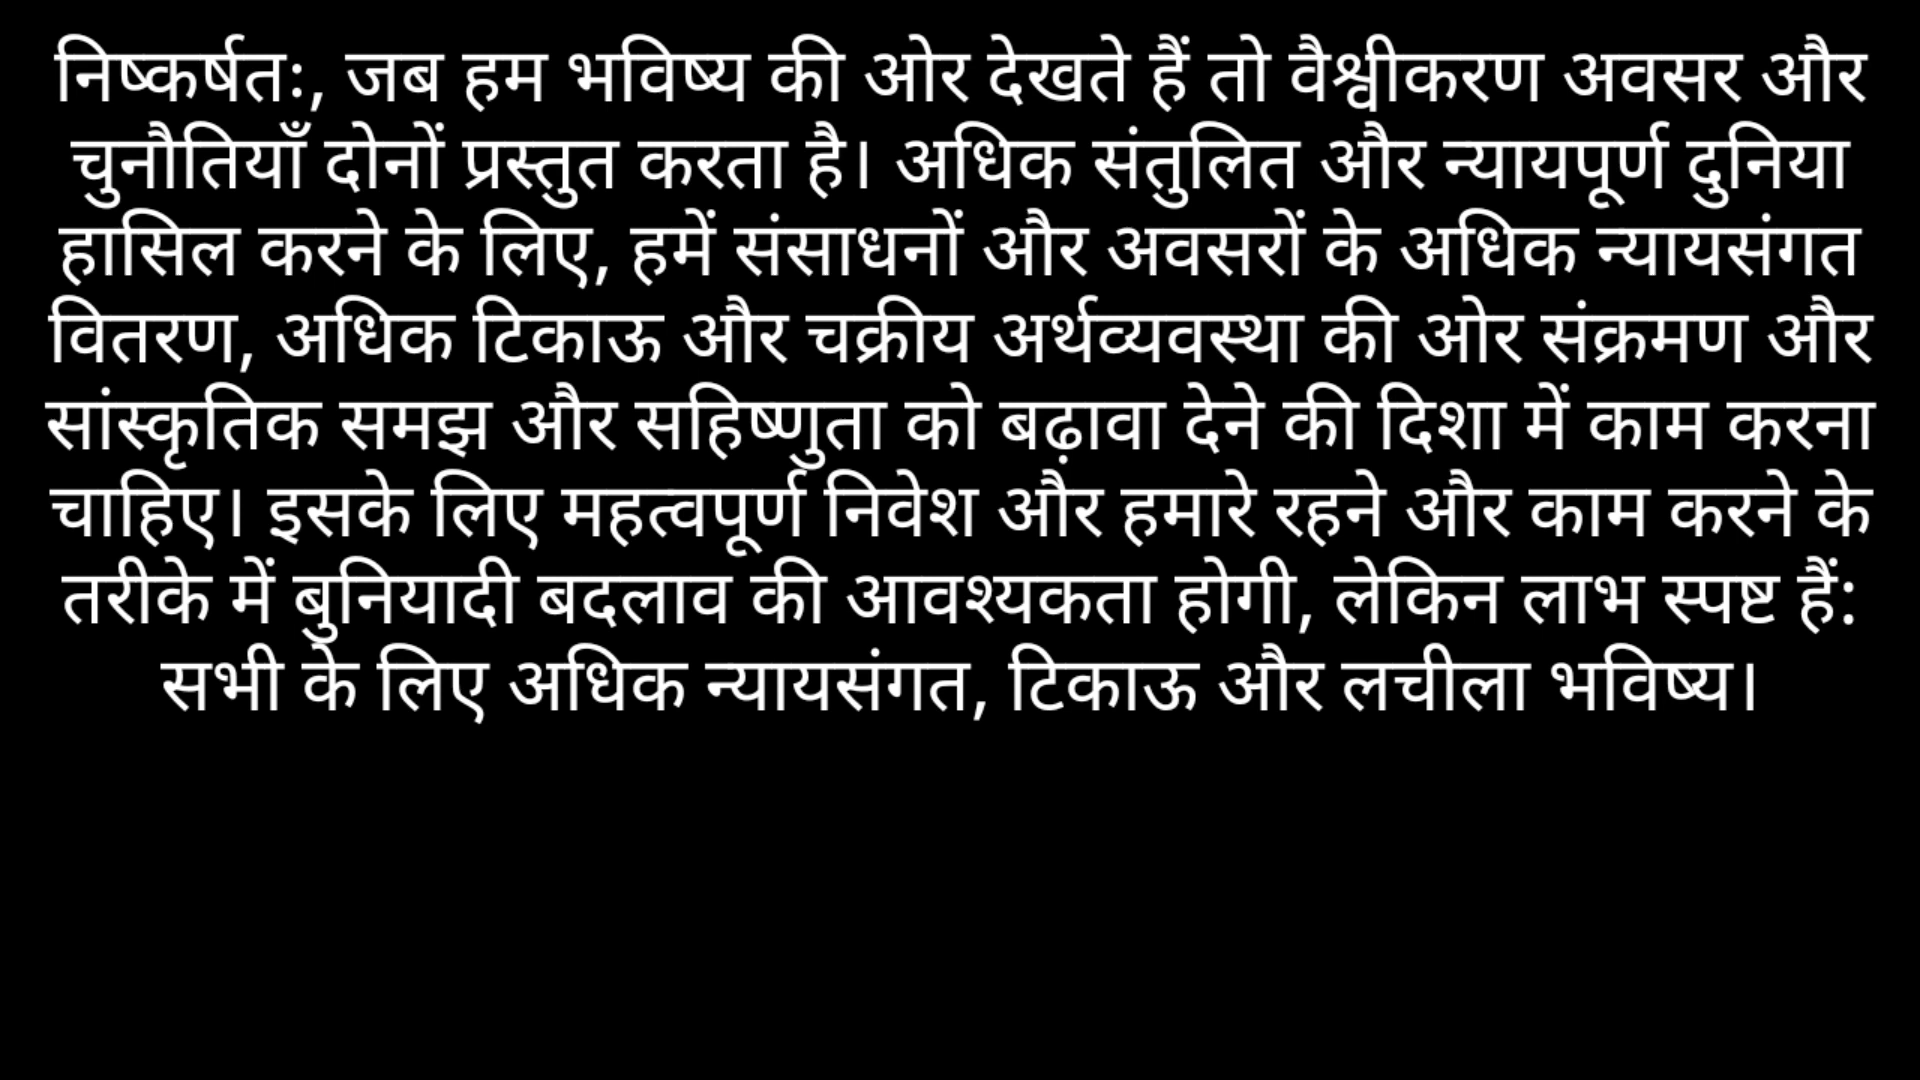 निष्कर्षतः, जब हम भविष्य की ओर देखते हैं तो वैश्वीकरण अवसर और
चुनौतियाँ दोनों प्रस्तुत करता है। अधिक संतुलित और न्यायपूर्ण दुनिया
हासिल करने के लिए, हमें संसाधनों और अवसरों के अधिक न्यायसंगत
वितरण, अधिक टिकाऊ और चक्रीय अर्थव्यवस्था की ओर संक्रमण और
सांस्कृतिक समझ और सहिष्णुता को बढ़ावा देने की दिशा में काम करना
चाहिए। इसके लिए महत्वपूर्ण निवेश और हमारे रहने और काम करने के
तरीके में बुनियादी बदलाव की आवश्यकता होगी, लेकिन लाभ स्पष्ट हैं:
सभी के लिए अधिक न्यायसंगत, टिकाऊ और लचीला भविष्य।